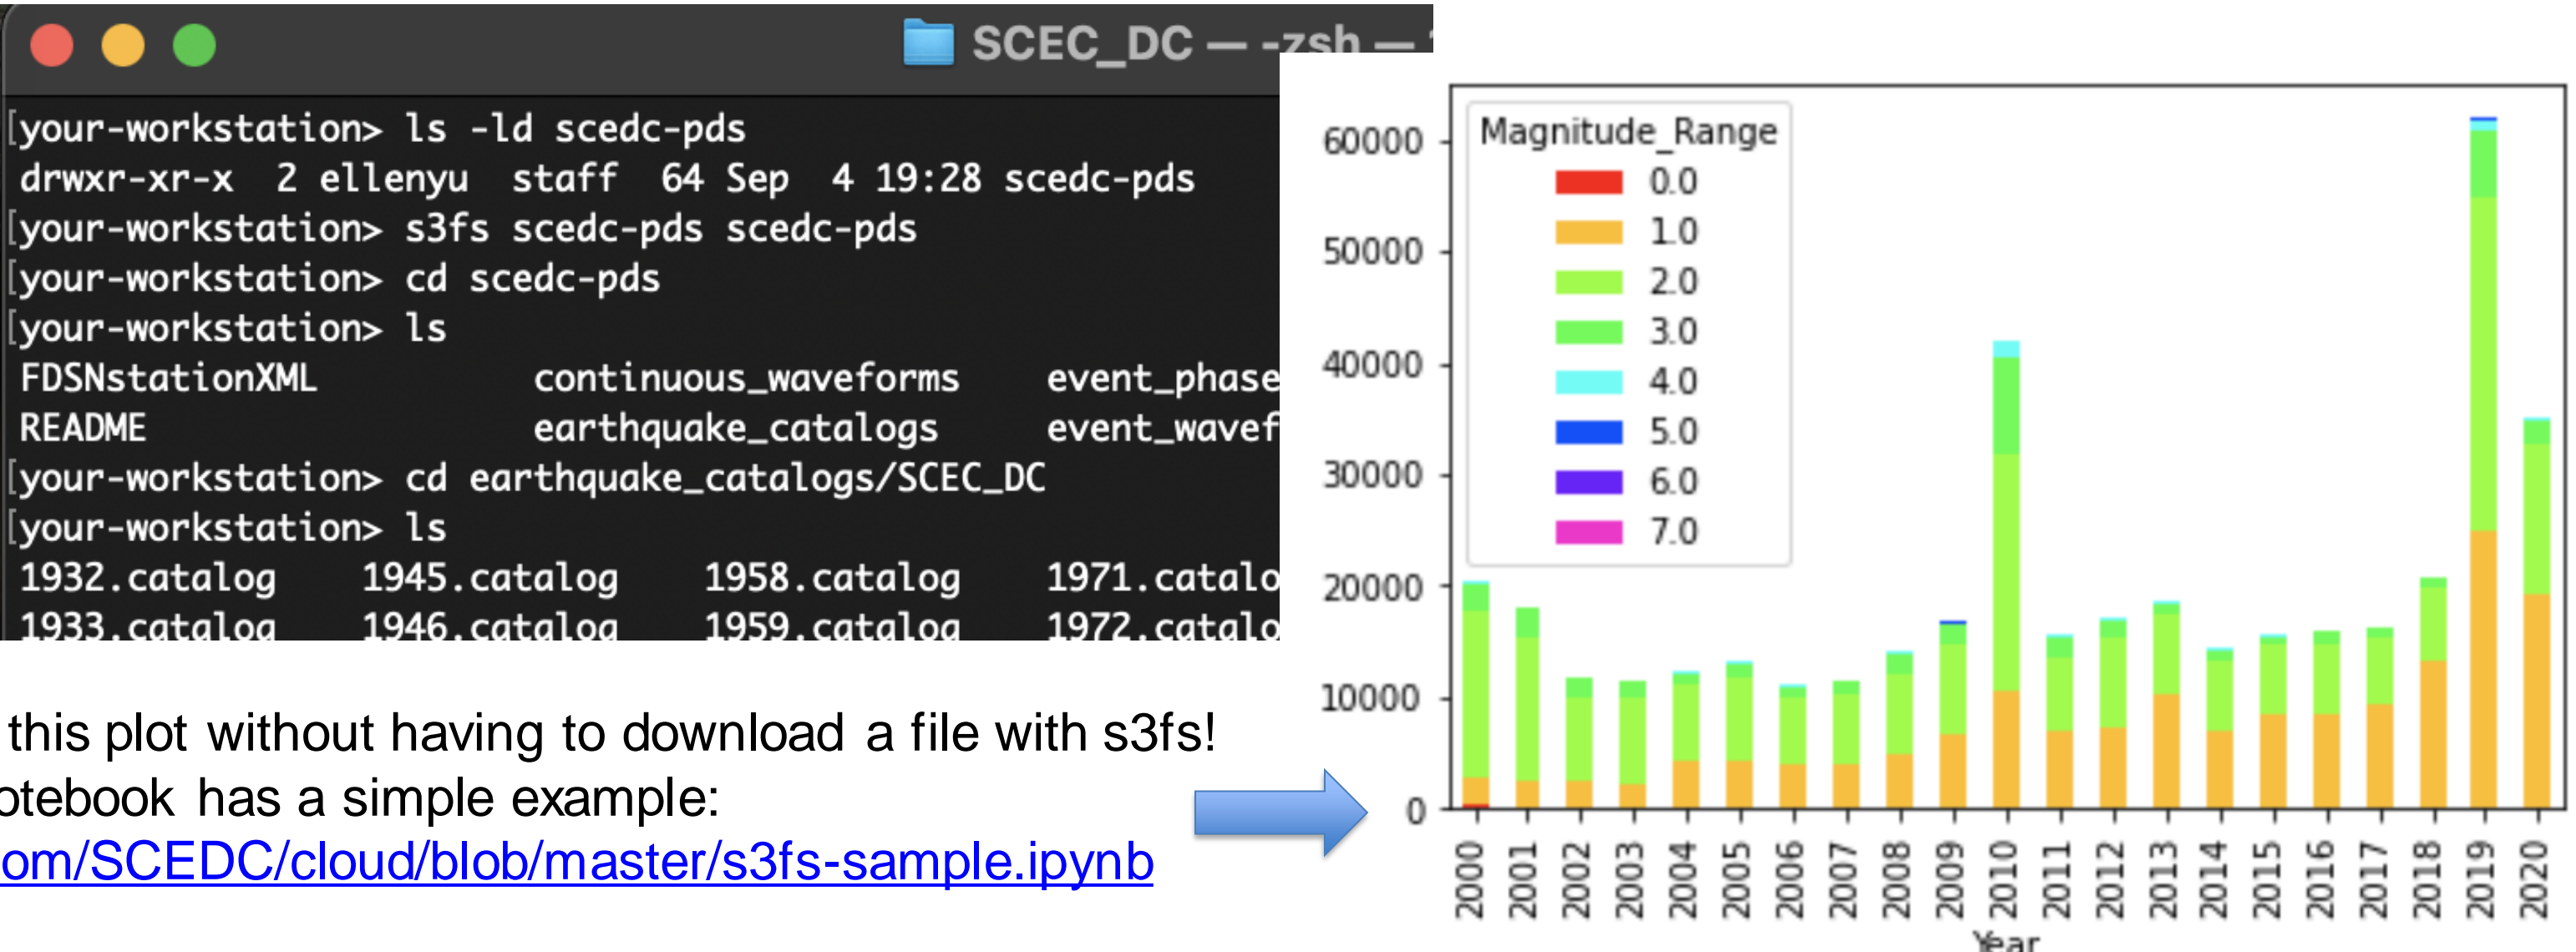 SCEC_DC — -zsh —
[your-workstation> ls -ld scedc-pds
drwxr-xr-x  2 ellenyu  staff  64 Sep  4 19:28 scedc-pds
[your-workstation> s3fs scedc-pds scedc-pds
[your-workstation> cd scedc-pds
[your-workstation> ls
FDSNstationXML continuous_waveforms event_phase
README earthquake_catalogs event_wavef
[your-workstation> cd earthquake_catalogs/SCEC_DC
[your-workstation> ls
1932.catalog 1945.catalog 1958.catalog 1971.catalo
1933.catalog 1946.catalog 1959.catalog 1972.catalo
this plot without having to download a file with s3fs!
otebook has a simple example:
om/SCEDC/cloud/blob/master/s3fs-sample.ipynb
Magnitude_Range
0.0
1.0
2.0
3.0
4.0
5.0
6.0
7.0
60000
50000
40000
30000
20000
10000
0
2000 2001 2002 2003 2004 2005 2006 2007 2008 2009 2010 2011 2012 2013 2014 2015 2016 2017 2018 2019 2020
Year